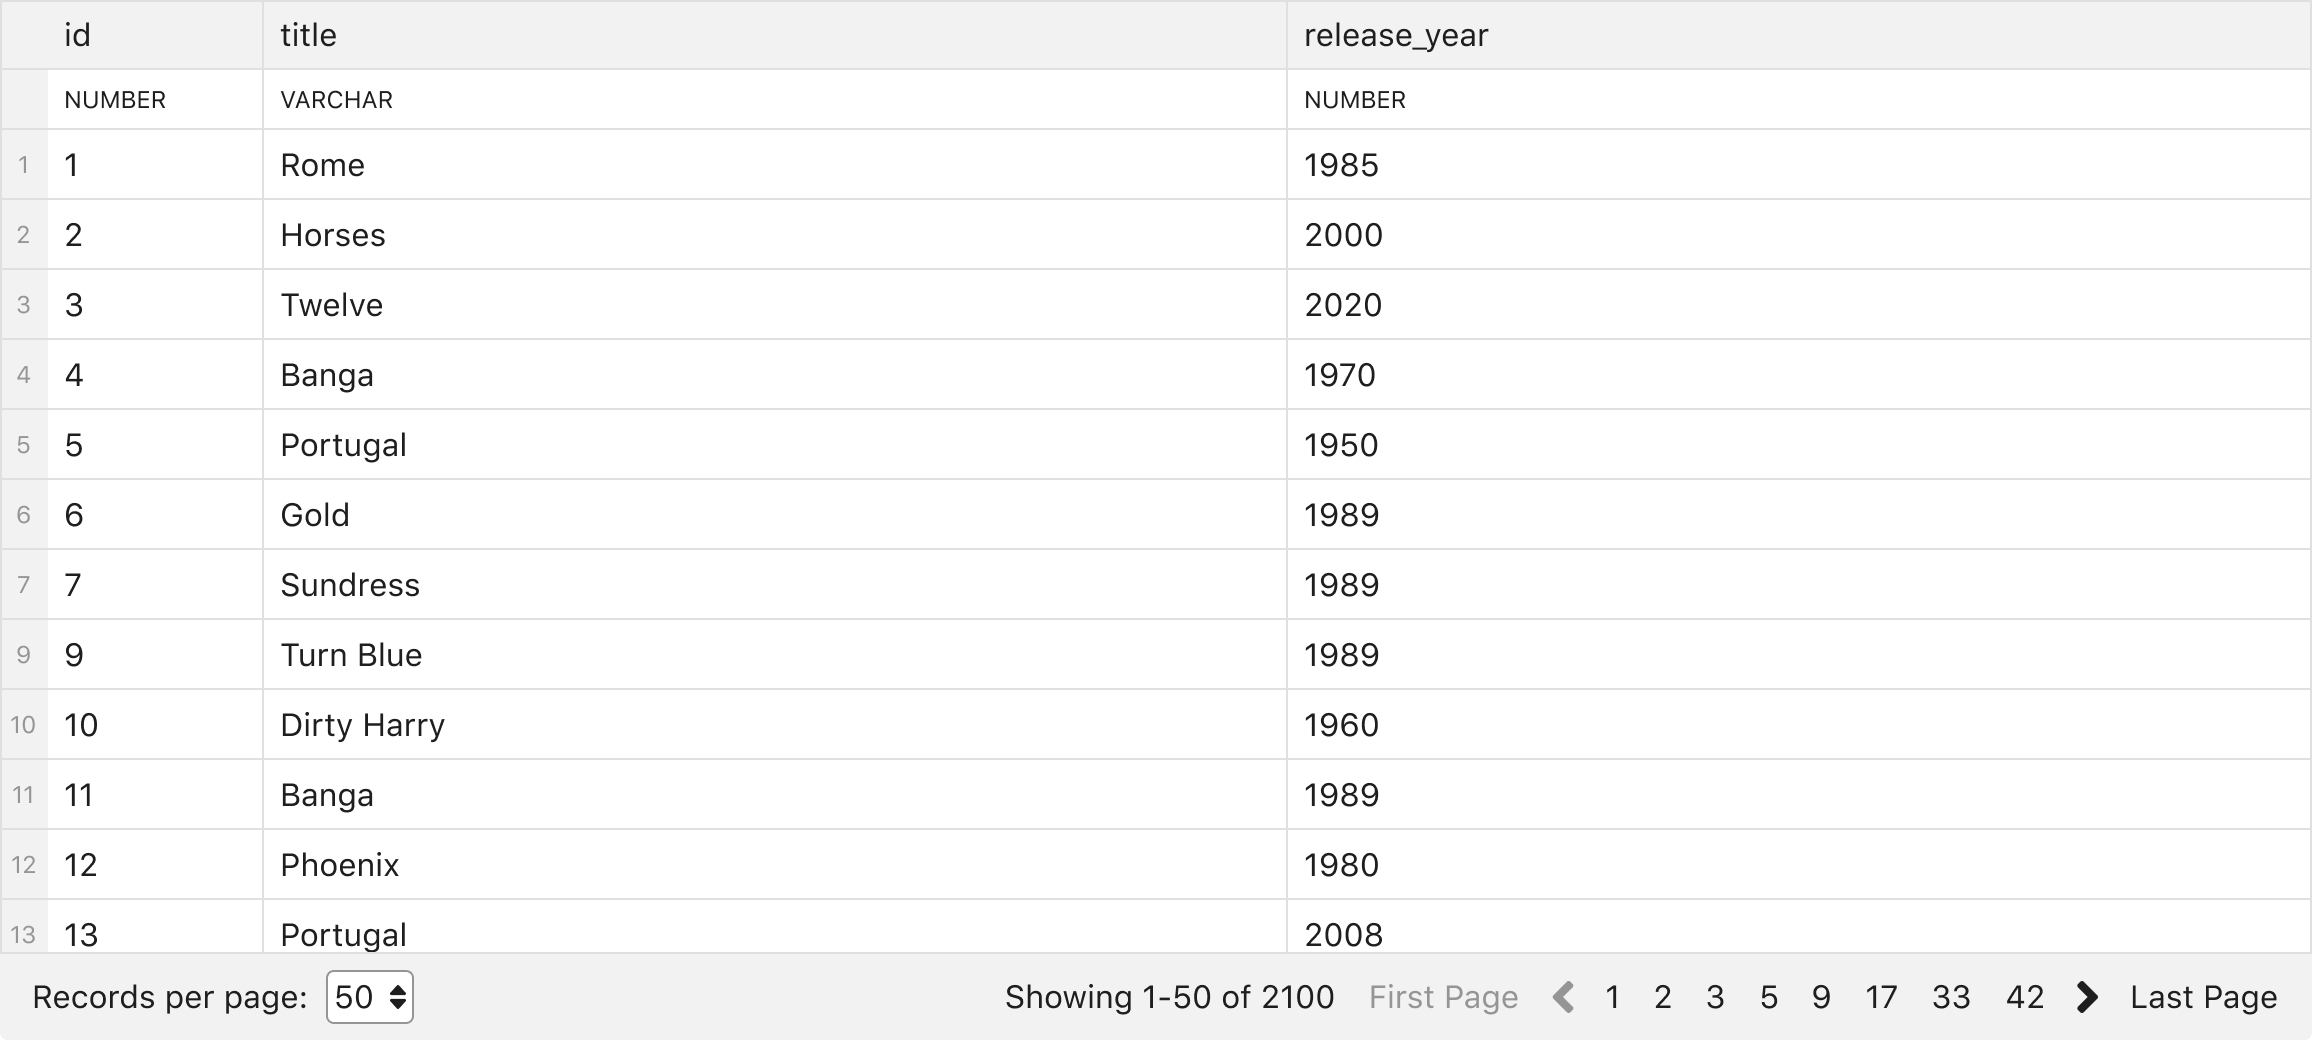 id title release_year
NUMBER VARCHAR NUMBER
1 1 Rome 1985
2 2 Horses 2000
3 3 Twelve 2020
4 4 Banga 1970
5 5 Portugal 1950
6 6 Gold 1989
7 7 Sundress 1989
9 9 Turn Blue 1989
10 10 Dirty Harry 1960
11 11 Banga 1989
12 12 Phoenix 1980
13 13 Portugal 2008
Records per page: 50 Showing 1-50 of 2100 First Page 1 2 3 5 9 17 33 42 Last Page